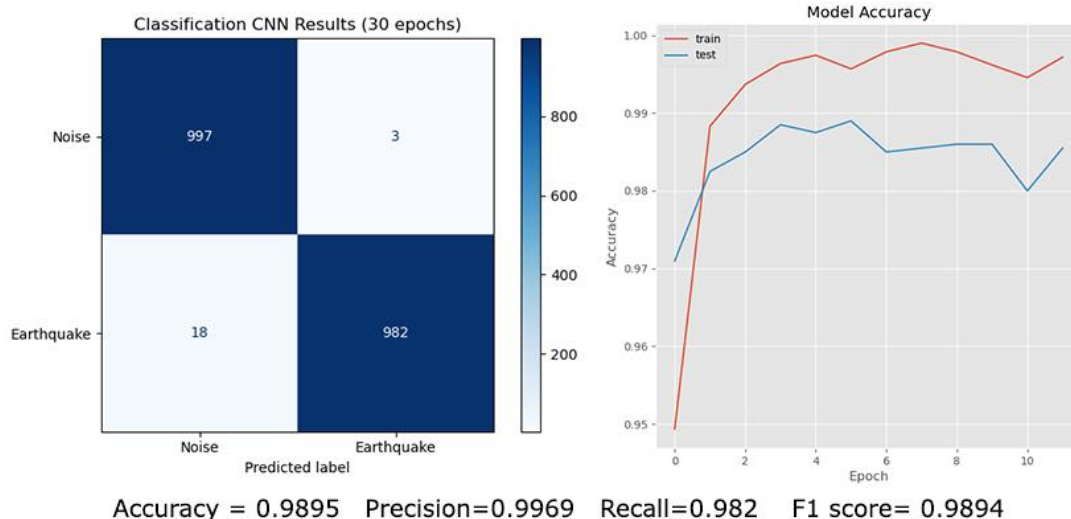 Classification CNN Results (30 epochs)
Noise
997
3
Earthquake
18
982
Noise
Earthquake
Predicted label
800
600
400
200
Model Accuracy
train
test
1.00
0.99
0.98
0.97
0.96
0.95
Accuracy
0
2
4
6
8
10
Epoch
Accuracy = 0.9895 Precision=0.9969 Recall=0.982 F1 score= 0.9894